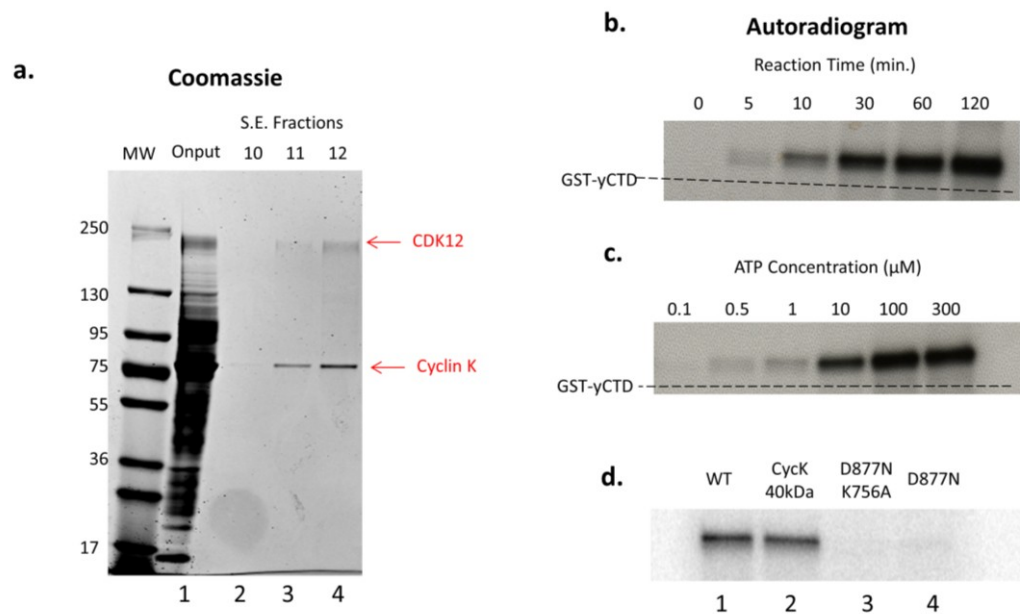 a.
Coomassie
S.E. Fractions
MW Onput 10 11 12
250
CDK12
130
95
75
Cyclin K
55
36
17
1 2 3 4
b.
Autoradiogram
Reaction Time (min.)
0 5 10 30 60 120
GST-yCTD
c.
ATP Concentration (µM)
0.1 0.5 1 10 100 300
GST-yCTD
d.
WT CycK D877N D877N
40kDa K756A
1 2 3 4